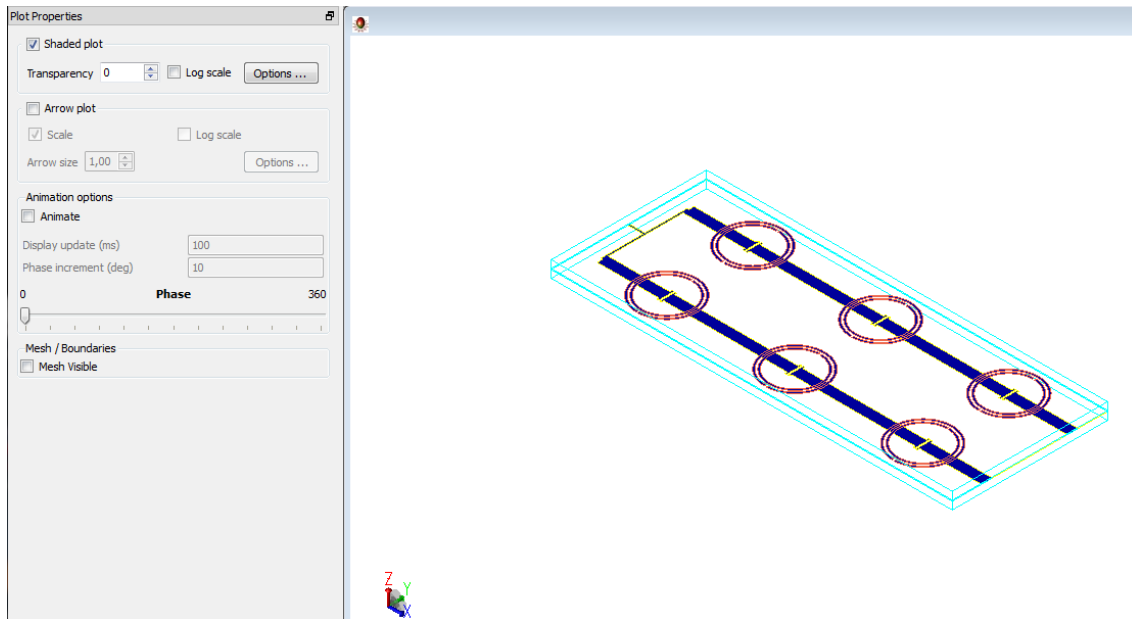 Plot Properties
Shaded plot
Transparency 0 Log scale Options ...
Arrow plot
Scale Log scale
Arrow size 1,00 Options ...
Animation options
Animate
Display update (ms) 100
Phase increment (deg) 10
0 Phase 360
Mesh / Boundaries
Mesh Visible
Z
Y
X